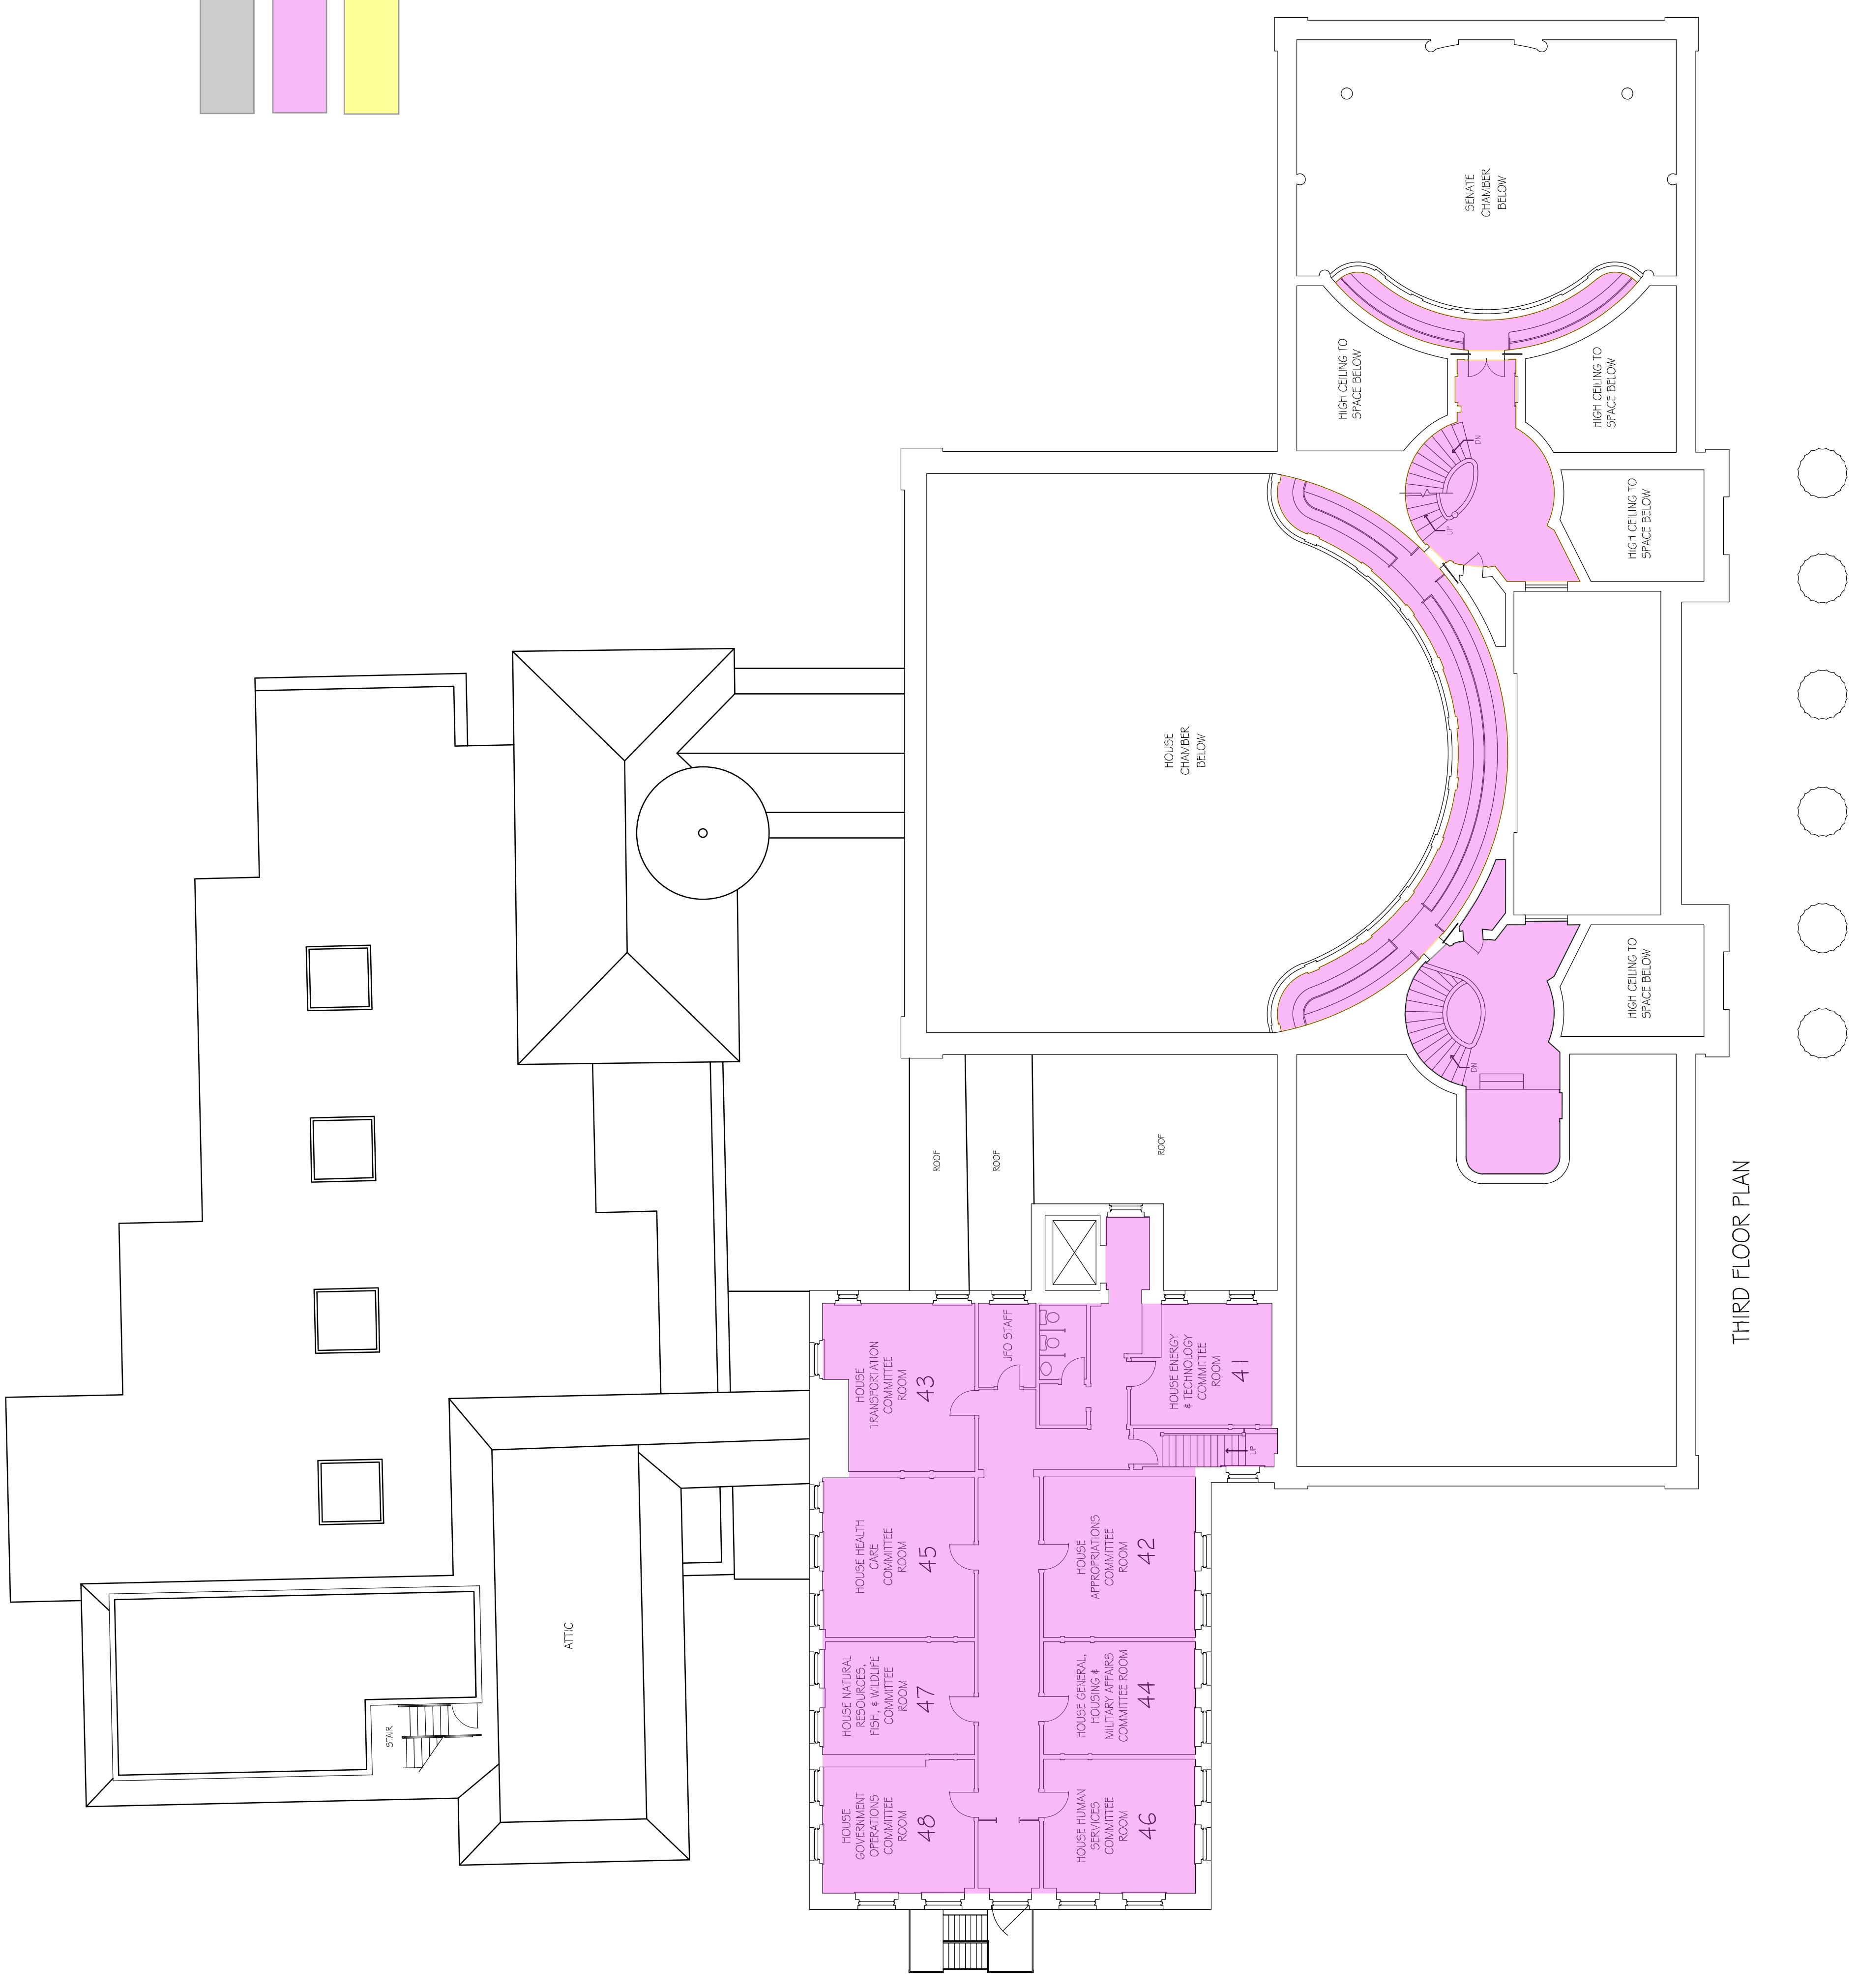 THIRD FLOOR PLAN
SENATE
CHAMBER
BELOW
HIGH CEILING TO
SPACE BELOW
HIGH CEILING TO
SPACE BELOW
DN
UP
HIGH CEILING TO
SPACE BELOW
HOUSE
CHAMBER
BELOW
HIGH CEILING TO
SPACE BELOW
DN
ROOF
ROOF
ROOF
HOUSE
TRANSPORTATION
COMMITTEE
ROOM
43
JFO STAFF
HOUSE ENERGY
& TECHNOLOGY
COMMITTEE
ROOM
41
UP
HOUSE HEALTH
CARE
COMMITTEE
ROOM
45
HOUSE
APPROPRIATIONS
COMMITTEE
ROOM
42
ATTIC
STAIR
HOUSE NATURAL
RESOURCES,
FISH, & WILDLIFE
COMMITTEE
ROOM
47
HOUSE GENERAL,
HOUSING &
MILITARY AFFAIRS
COMMITTEE ROOM
44
HOUSE
GOVERNMENT
OPERATIONS
COMMITTEE
ROOM
48
HOUSE HUMAN
SERVICES
COMMITTEE
ROOM
46